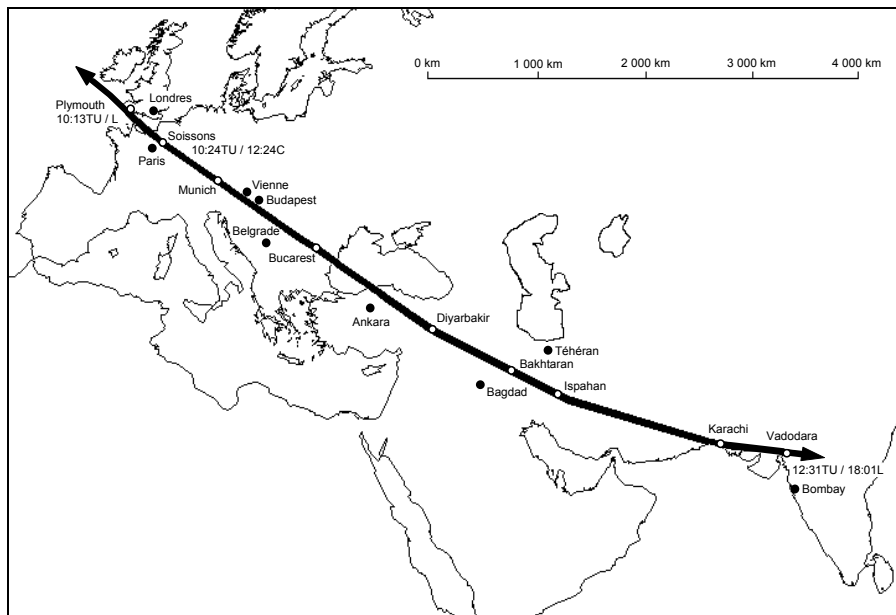 0 km
1 000 km
2 000 km
3 000 km
4 000 km
Londres
Plymouth
10:13TU / L
Soissons
10:24TU / 12:24C
Paris
Munich
Vienne
Budapest
Belgrade
Bucarest
Ankara
Diyarbakir
Téhéran
Bakhtaran
Bagdad
Ispahan
Karachi
Vadodara
12:31TU / 18:01L
Bombay